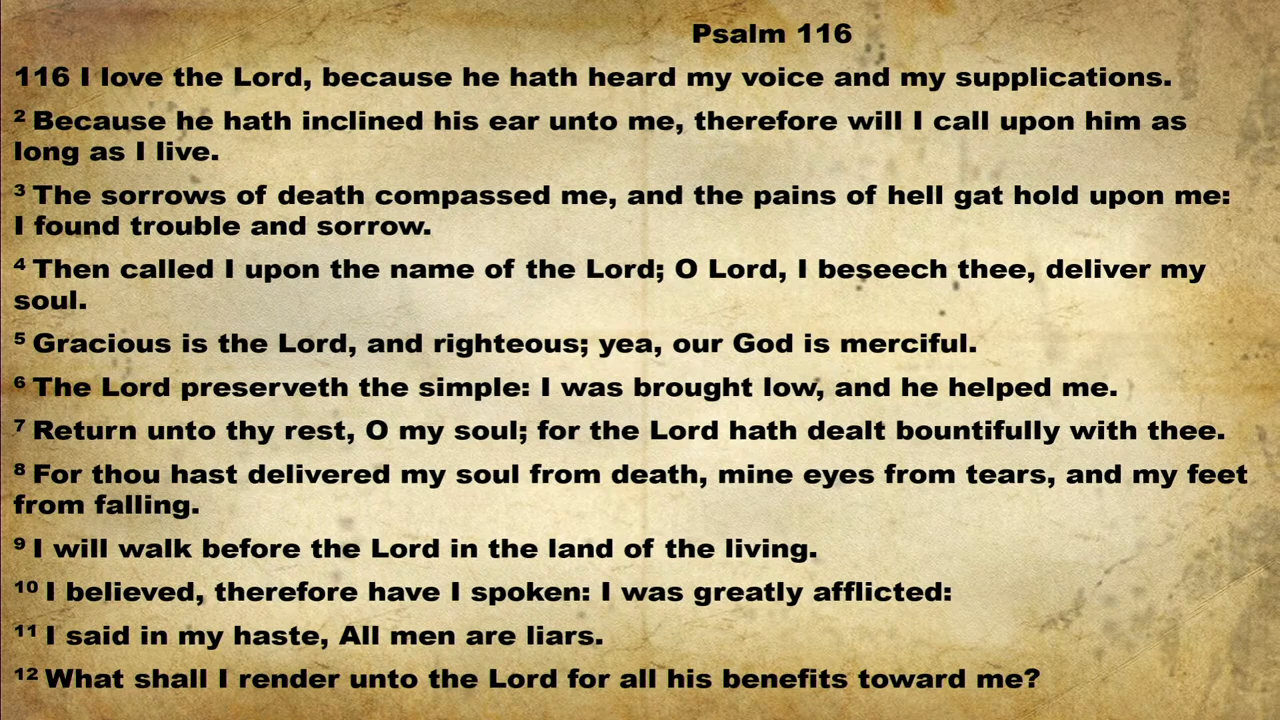 Psalm 116
116 I love the Lord, because he hath heard my voice and my supplications.
2 Because he hath inclined his ear unto me, therefore will I call upon him as
long as I live.
3 The sorrows of death compassed me, and the pains of hell gat hold upon me:
I found trouble and sorrow.
4 Then called I upon the name of the Lord; O Lord, I beseech thee, deliver my
soul.
5 Gracious is the Lord, and righteous; yea, our God is merciful.
6 The Lord preserveth the simple: I was brought low, and he helped me.
7 Return unto thy rest, O my soul; for the Lord hath dealt bountifully with thee.
8 For thou hast delivered my soul from death, mine eyes from tears, and my feet
from falling.
9 I will walk before the Lord in the land of the living.
10 I believed, therefore have I spoken: I was greatly afflicted:
11 I said in my haste, All men are liars.
12 What shall I render unto the Lord for all his benefits toward me?